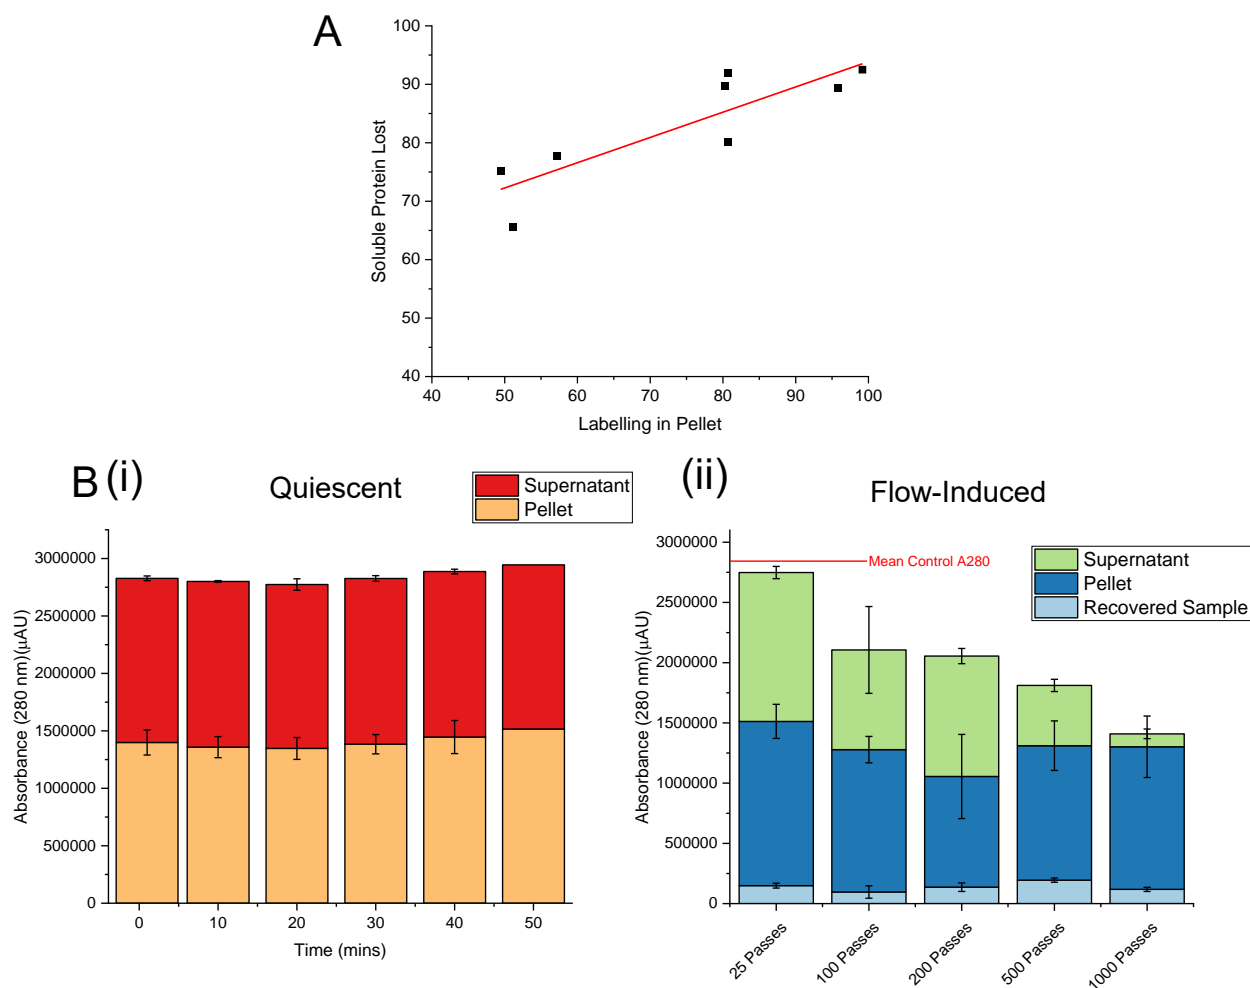 A
100
90
80
70
60
50
40
Soluble Protein Lost
40 50 60 70 80 90 100
Labelling in Pellet
B (i)
Quiescent
Supernatant
Pellet
3000000
2500000
2000000
1500000
1000000
500000
0
Absorbance (280 nm)(µAU)
0 10 20 30 40 50
Time (mins)
(ii)
Flow-Induced
Mean Control A280
Supernatant
Pellet
Recovered Sample
3000000
2500000
2000000
1500000
1000000
500000
0
Absorbance (280 nm)(µAU)
25 Passes
100 Passes
200 Passes
500 Passes
1000 Passes